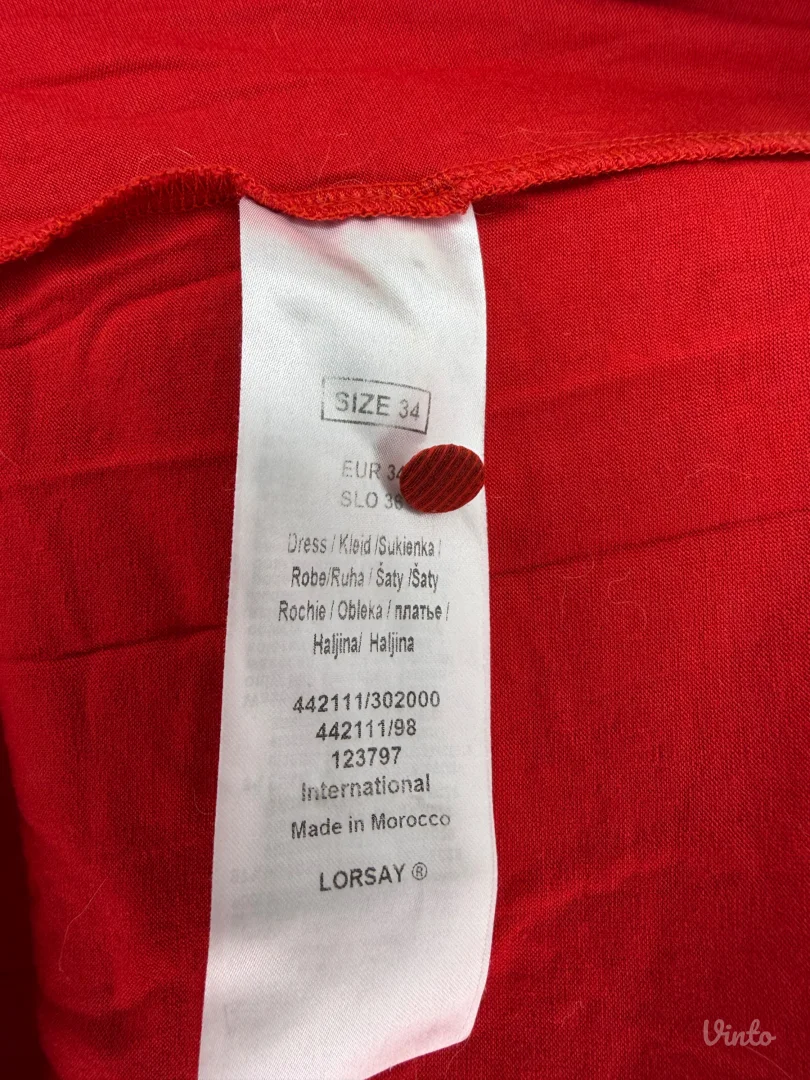 SIZE 34
EUR 34
SLO 36
Dress / Kleid /Sukienka /
Robe/Ruha / Šaty /Šaty
Rochie / Obleka / платье /
Haljina/ Haljina
442111/302000
442111/98
123797
International
Made in Morocco
LORSAY ®
Vinto